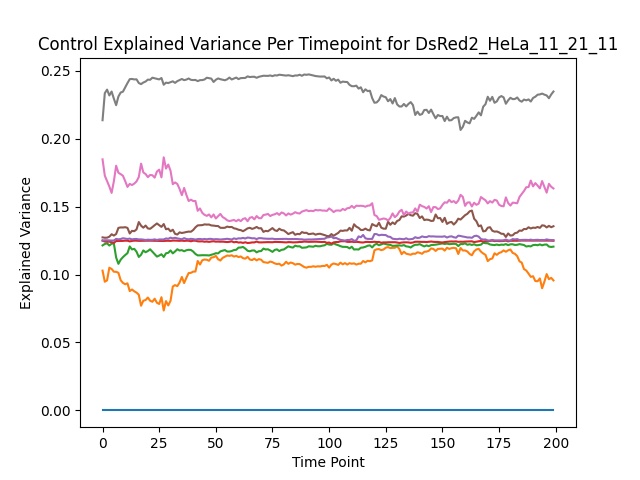 Control Explained Variance Per Timepoint for DsRed2_HeLa_11_21_11
0.25
0.20
0.15
0.10
0.05
0.00
Explained Variance
0 25 50 75 100 125 150 175 200
Time Point